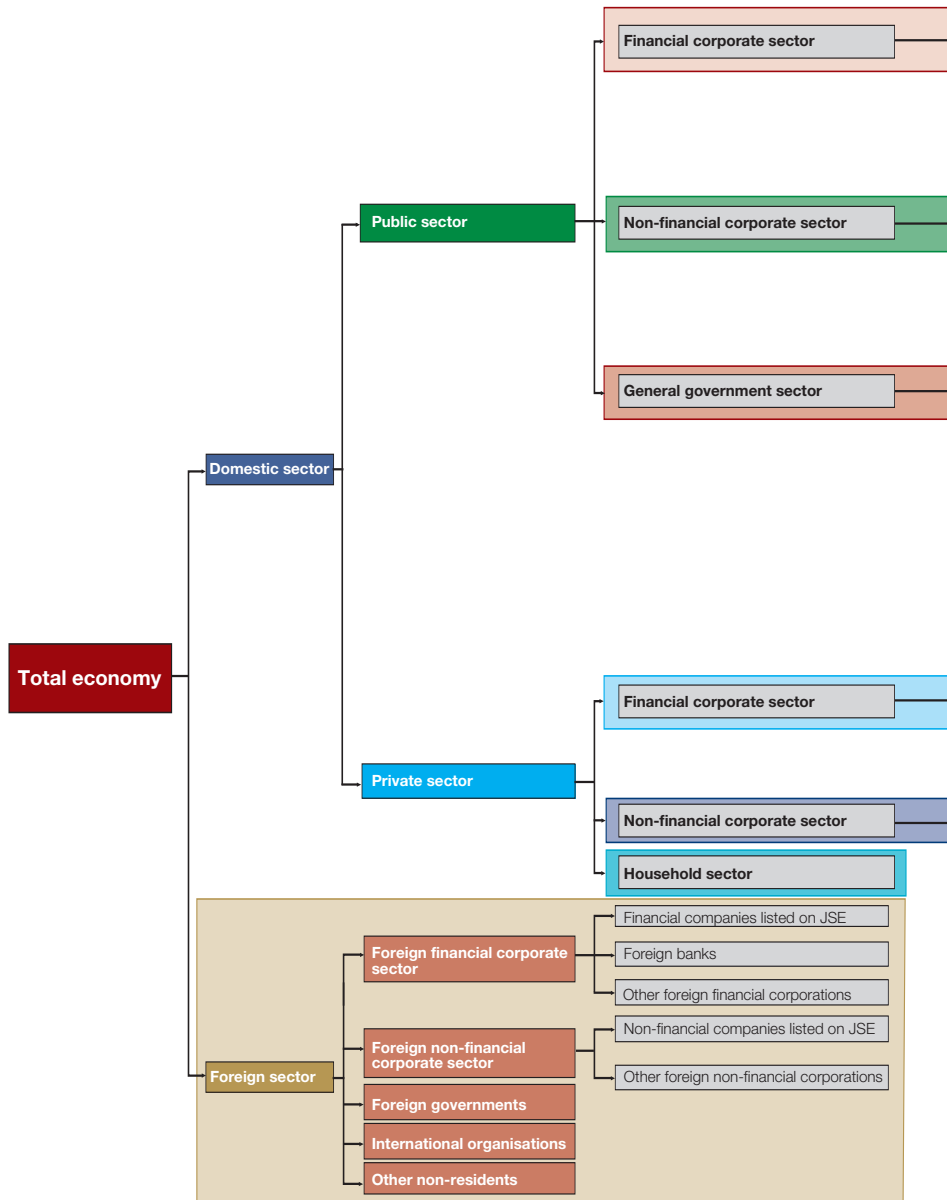 Financial corporate sector
Public sector
Non-financial corporate sector
General government sector
Domestic sector
Total economy
Financial corporate sector
Private sector
Non-financial corporate sector
Household sector
Financial companies listed on JSE
Foreign financial corporate
sector
Foreign banks
Other foreign financial corporations
Non-financial companies listed on JSE
Foreign non-financial
corporate sector
Other foreign non-financial corporations
Foreign sector
Foreign governments
International organisations
Other non-residents